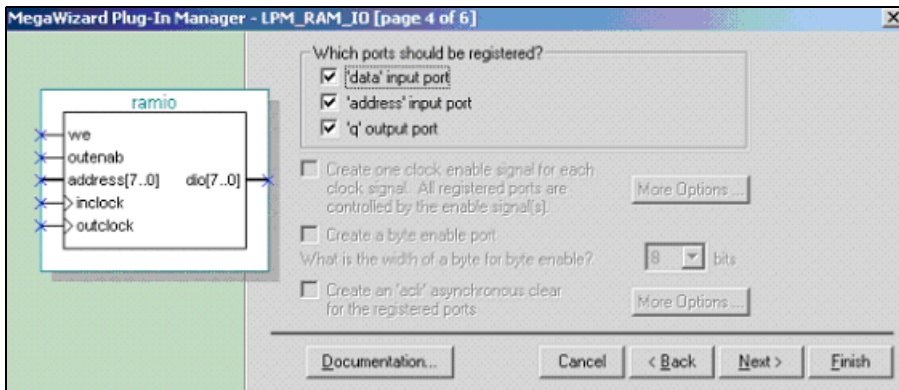 MegaWizard Plug-In Manager - LPM_RAM_IO [page 4 of 6]
ramio
we
outenab
address[7..0] dio[7..0]
inclock
outclock
Which ports should be registered?
'data' input port
'address' input port
'q' output port
Create one clock enable signal for each
clock signal. All registered ports are
controlled by the enable signal(s).
More Options ...
Create a byte enable port
What is the width of a byte for byte enable?
8 bits
Create an 'aclr' asynchronous clear
for the registered ports
More Options ...
Documentation...
Cancel
< Back
Next >
Finish